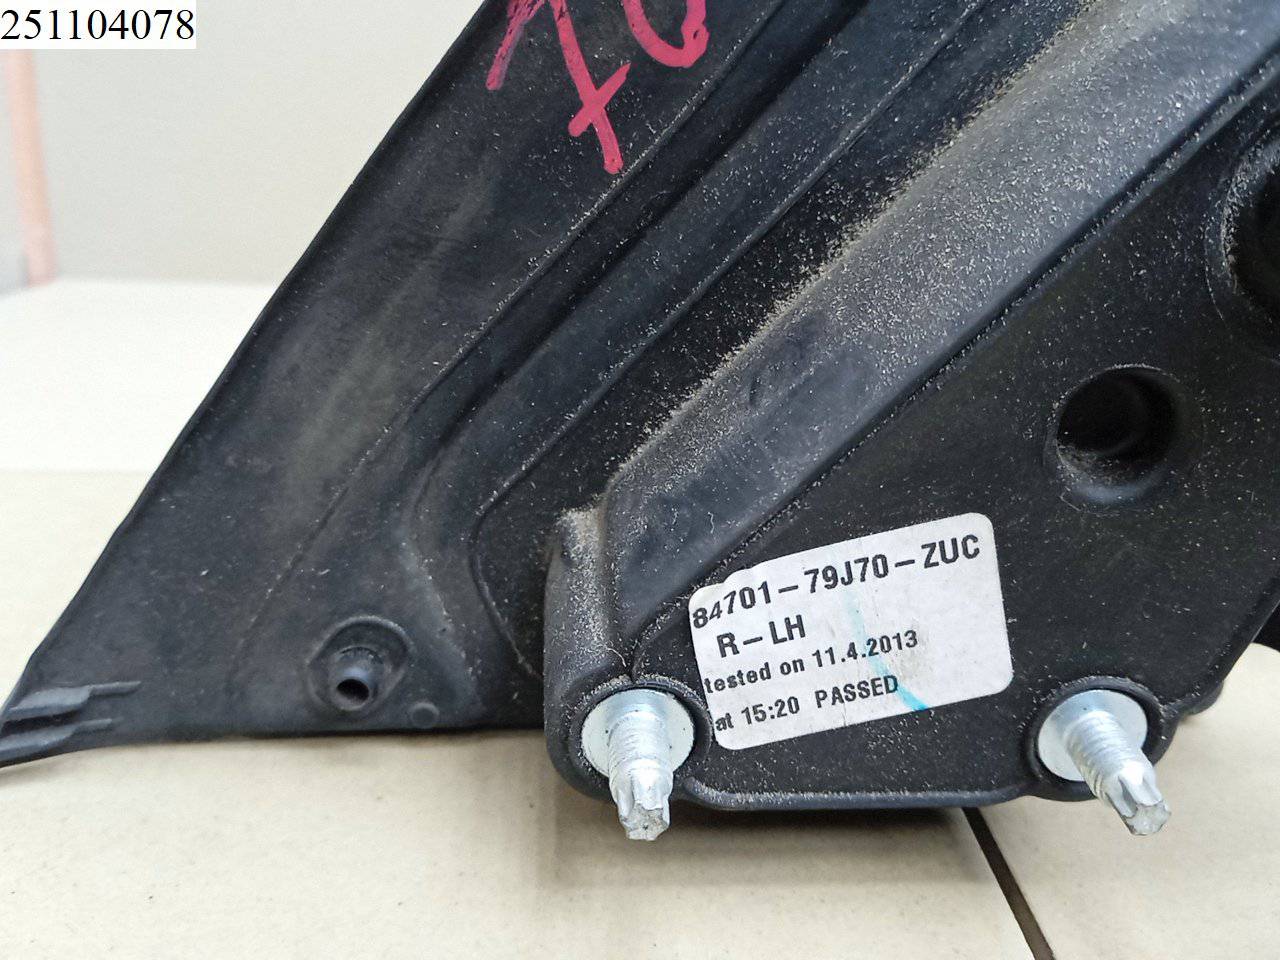 251104078
84701-79J70-ZUC
R-LH
tested on 11.4.2013
at 15:20 PASSED